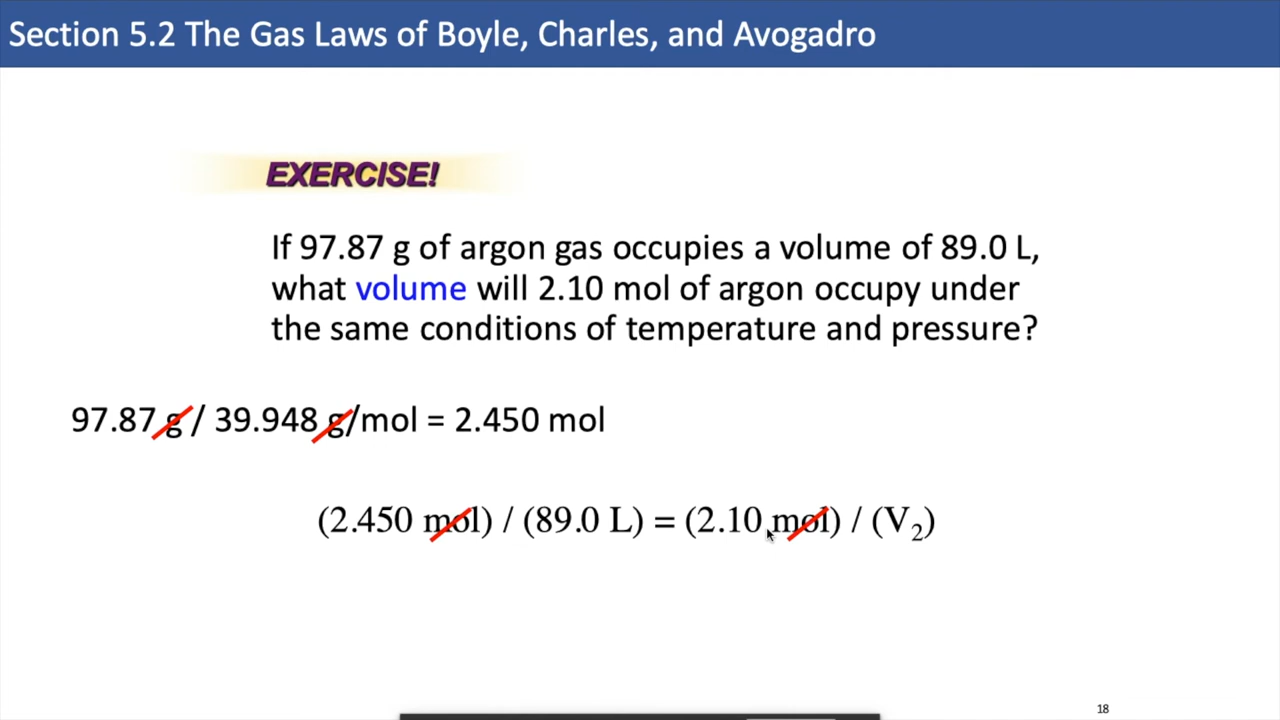 Section 5.2 The Gas Laws of Boyle, Charles, and Avogadro
EXERCISE!
If 97.87 g of argon gas occupies a volume of 89.0 L,
what volume will 2.10 mol of argon occupy under
the same conditions of temperature and pressure?
97.87 g / 39.948 g/mol = 2.450 mol
(2.450 mol) / (89.0 L) = (2.10 mol) / (V₂)
18